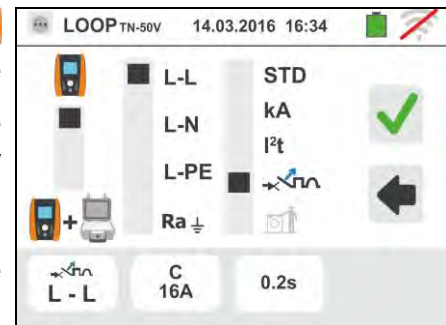 LOOP TN-50V 14.03.2016 16:34
L-L STD
L-N kA
I²t
L-PE
+
Ra
L - L C 16A 0.2s